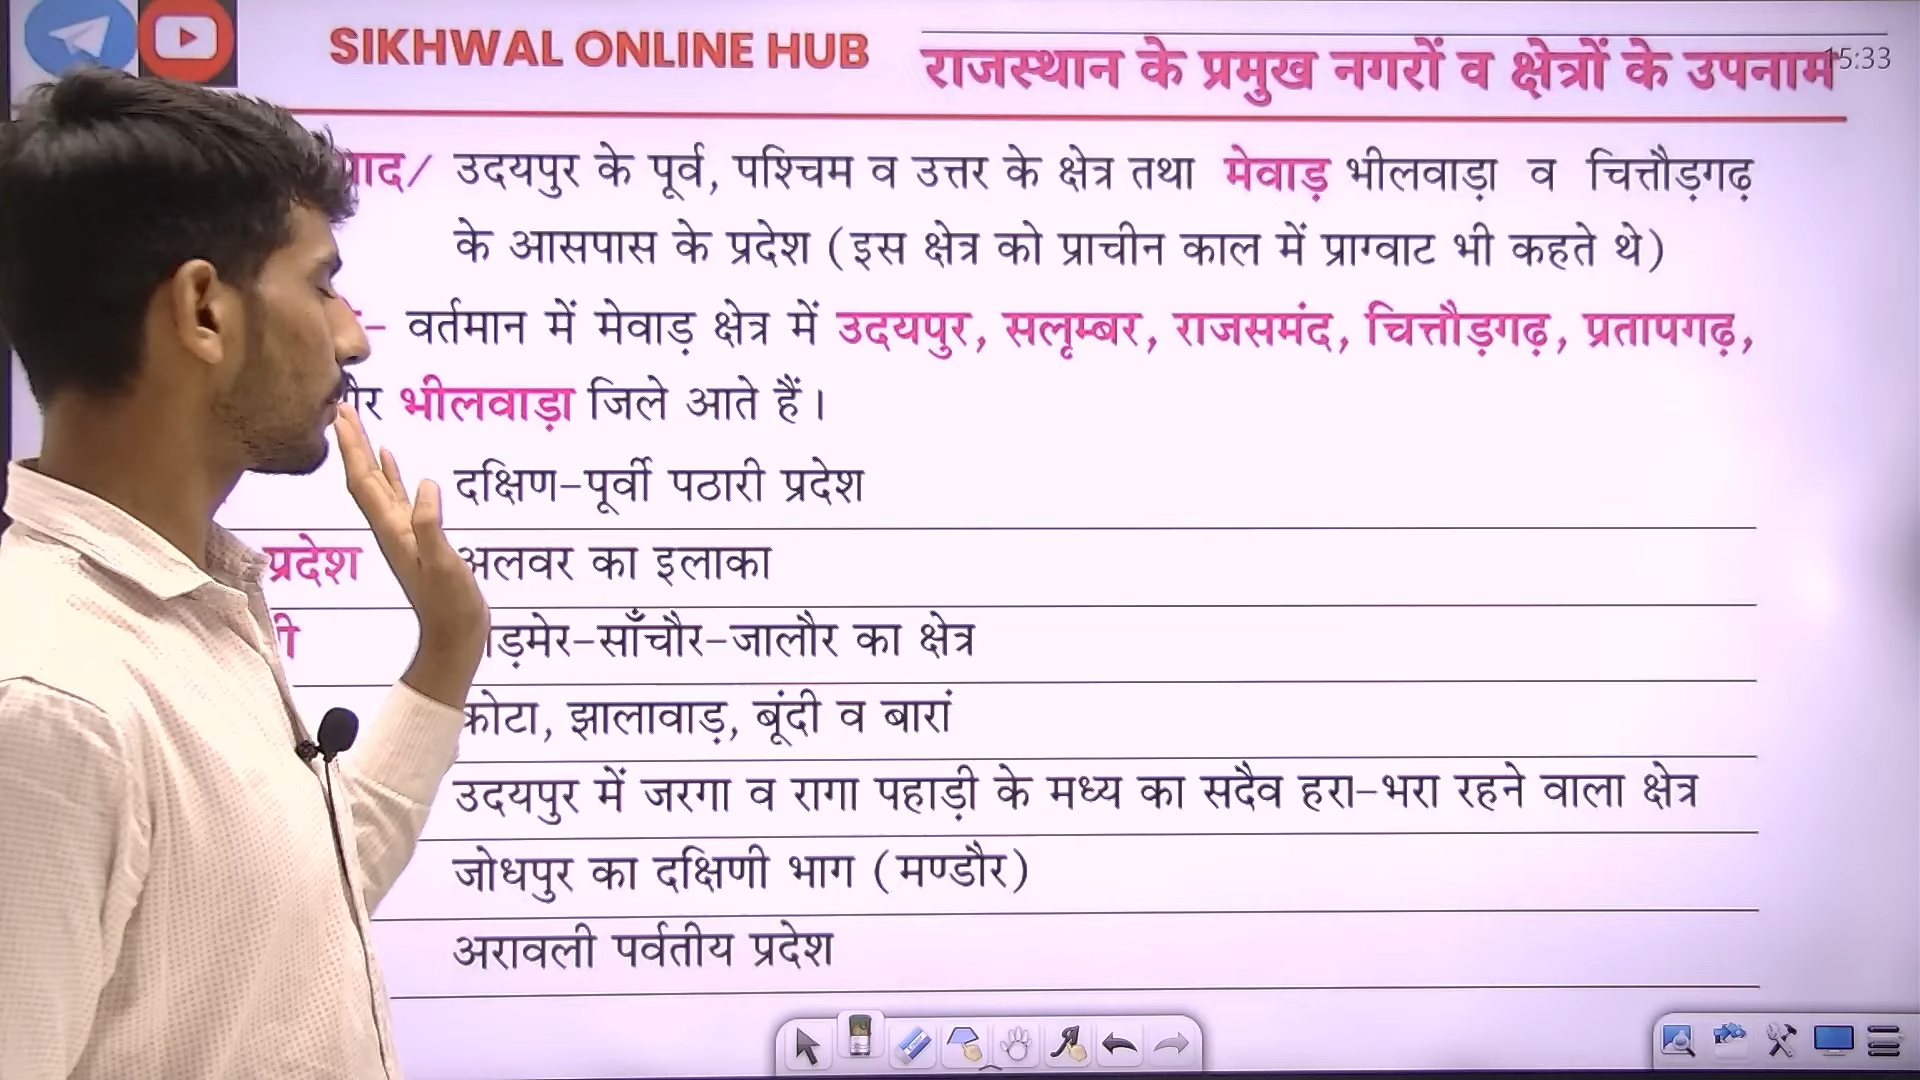 SIKHWAL ONLINE HUB
राजस्थान के प्रमुख नगरों व क्षेत्रों के उपनाम
15:33
उदयपुर के पूर्व, पश्चिम व उत्तर के क्षेत्र तथा मेवाड़ भीलवाड़ा व चित्तौड़गढ़
के आसपास के प्रदेश (इस क्षेत्र को प्राचीन काल में प्राग्वाट भी कहते थे)
वर्तमान में मेवाड़ क्षेत्र में उदयपुर, सलूम्बर, राजसमंद, चित्तौड़गढ़, प्रतापगढ़,
भीलवाड़ा जिले आते हैं।
दक्षिण-पूर्वी पठारी प्रदेश
प्रदेश अलवर का इलाका
साँचौर-जालौर का क्षेत्र
कोटा, झालावाड़, बूंदी व बारां
उदयपुर में जरगा व रागा पहाड़ी के मध्य का सदैव हरा-भरा रहने वाला क्षेत्र
जोधपुर का दक्षिणी भाग (मण्डौर)
अरावली पर्वतीय प्रदेश